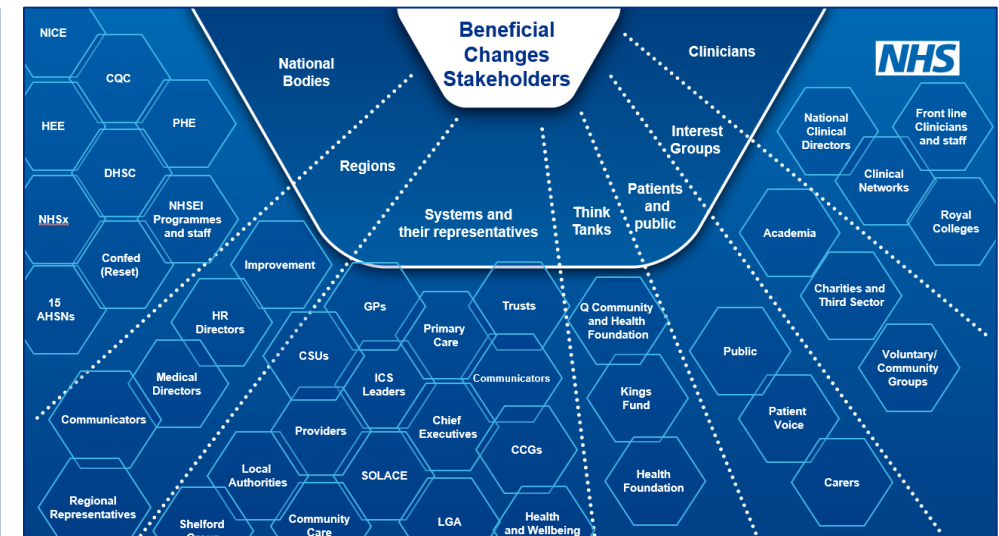 Beneficial
Changes
Stakeholders
NHS
National
Bodies
Regions
Systems and
their representatives
Think
Tanks
Patients
and
public
Interest
Groups
Clinicians
NICE
CQC
HEE
PHE
DHSC
NHSx
NHSEI
Programmes
and staff
Confed
(Reset)
15
AHSNs
Improvement
HR
Directors
Medical
Directors
Communicators
Regional
Representatives
GPs
Trusts
Primary
Care
CSUs
ICS
Leaders
Communicators
Providers
Chief
Executives
CCGs
Local
Authorities
SOLACE
Shelford
Community
Care
LGA
Health
and Wellbeing
Q Community
and Health
Foundation
Kings
Fund
Health
Foundation
Public
Patient
Voice
Carers
Academia
Charities and
Third Sector
Voluntary/
Community
Groups
National
Clinical
Directors
Front line
Clinicians
and staff
Clinical
Networks
Royal
Colleges